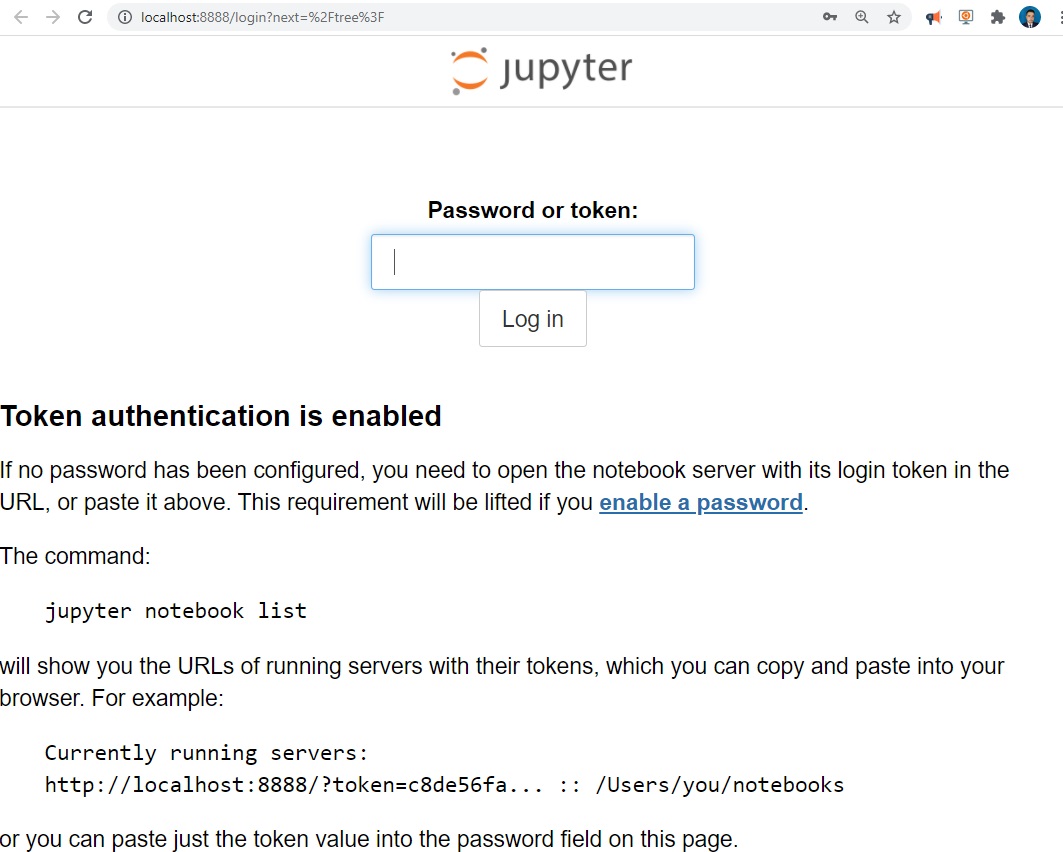 localhost:8888/login?next=%2Ftree%3F
jupyter
Password or token:
Log in
Token authentication is enabled
If no password has been configured, you need to open the notebook server with its login token in the
URL, or paste it above. This requirement will be lifted if you enable a password.
The command:
jupyter notebook list
will show you the URLs of running servers with their tokens, which you can copy and paste into your
browser. For example:
Currently running servers:
http://localhost:8888/?token=c8de56fa... :: /Users/you/notebooks
or you can paste just the token value into the password field on this page.